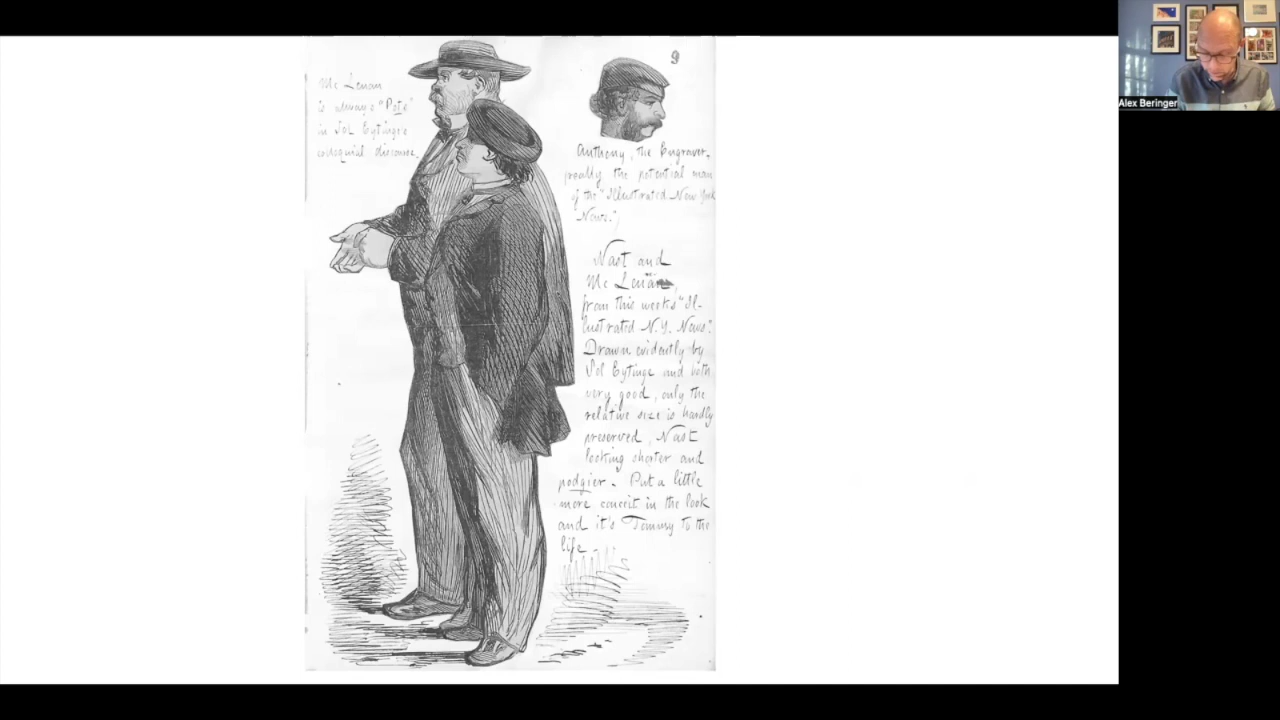 9
Mc Lenan
is always "Pots"
in Sol Eytinge's
colloquial discourse.
Anthony, the Engraver,
really the potential man
of the "Illustrated New York
News."
Nast and
Mc Lenan,
from this weeks "Il-
lustrated N.Y. News".
Drawn evidently by
Sol Eytinge and both
very good, only the
relative size is hardly
preserved, Nast
looking shorter and
podgier. Put a little
more conceit in the look
and it's Tommy to the
life.
Alex Beringer